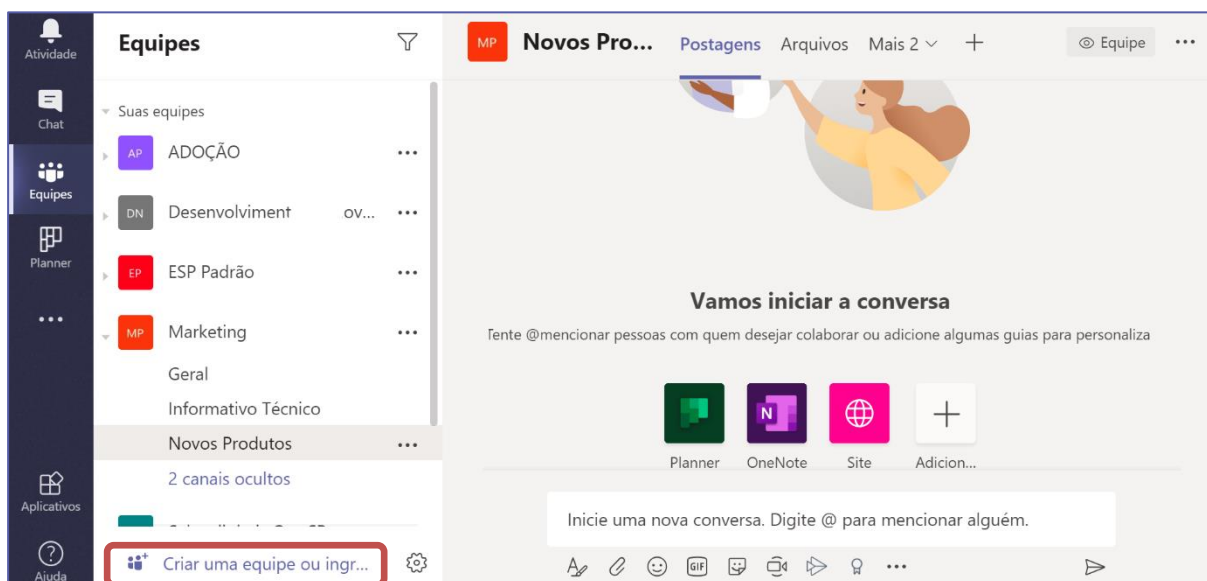 Atividade
Chat
Equipes
Planner
Aplicativos
Ajuda
Equipes
Suas equipes
AP ADOÇÃO
DN Desenvolviment ov...
EP ESP Padrão
MP Marketing
Geral
Informativo Técnico
Novos Produtos
2 canais ocultos
Criar uma equipe ou ingr...
MP Novos Pro... Postagens Arquivos Mais 2 Equipe
Vamos iniciar a conversa
Tente @mencionar pessoas com quem desejar colaborar ou adicione algumas guias para personaliza
N
Planner OneNote Site Adicion...
Inicie uma nova conversa. Digite @ para mencionar alguém.
GIF